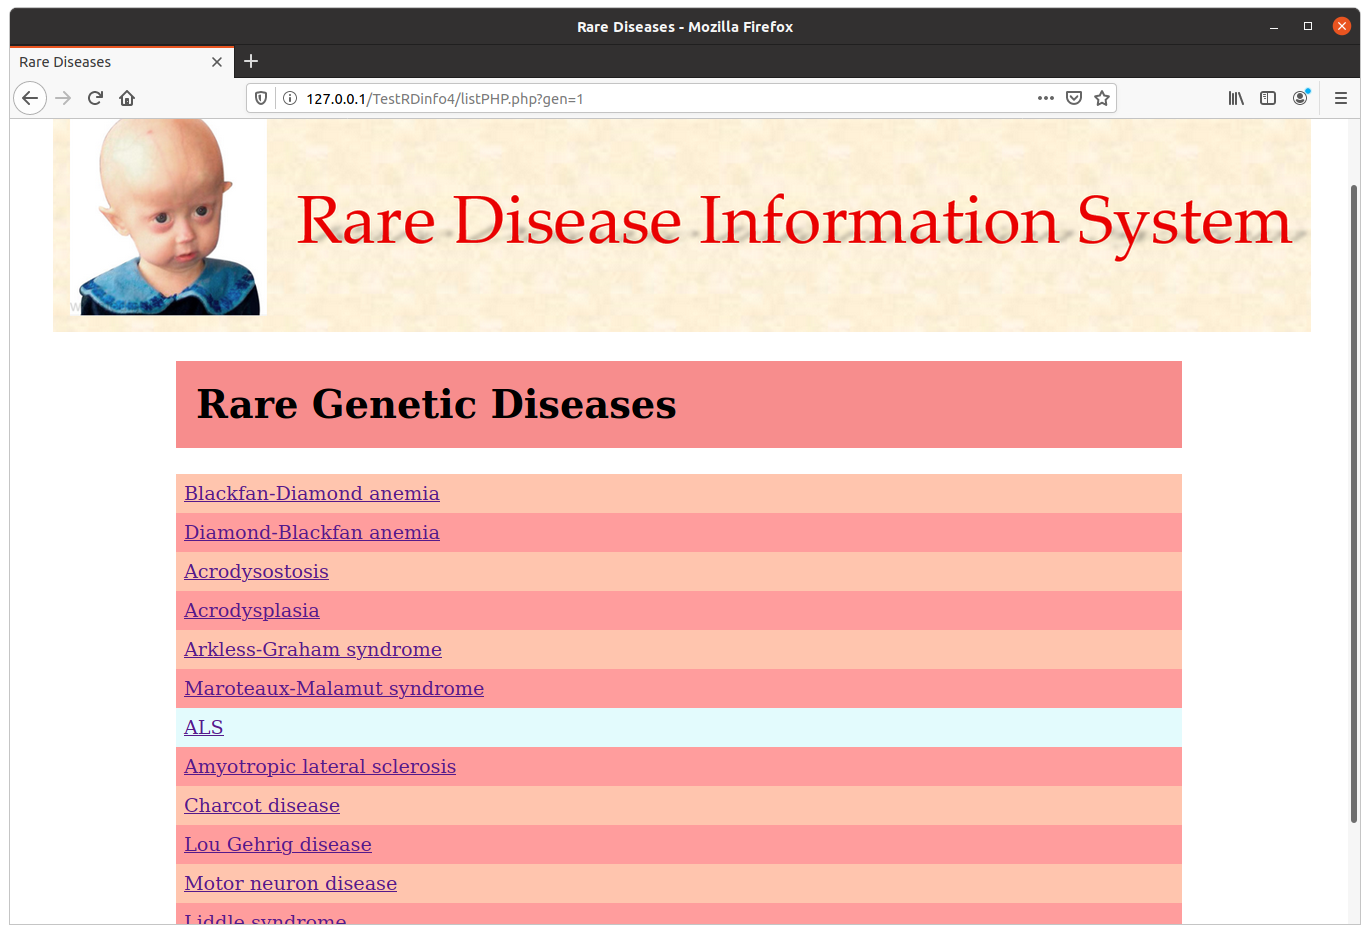 Rare Diseases - Mozilla Firefox
Rare Diseases
127.0.0.1/TestRDinfo4/listPHP.php?gen=1
Rare Disease Information System
Rare Genetic Diseases
Blackfan-Diamond anemia
Diamond-Blackfan anemia
Acrodysostosis
Acrodysplasia
Arkless-Graham syndrome
Maroteaux-Malamut syndrome
ALS
Amyotropic lateral sclerosis
Charcot disease
Lou Gehrig disease
Motor neuron disease
Liddle syndrome